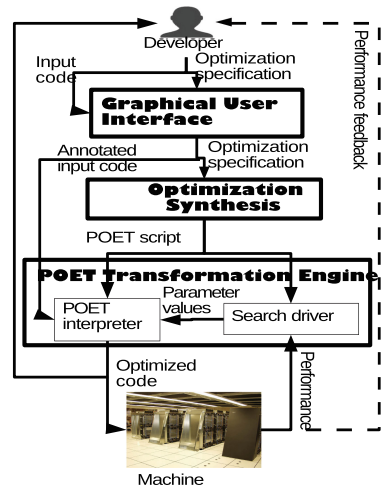 Developer
Input
code
Optimization
specification
Graphical User
Interface
Annotated
input code
Optimization
specification
Optimization
Synthesis
POET script
POET Transformation Engine
POET
interpreter
Parameter
values
Search driver
Optimized
code
Performance
Performance feedback
Machine